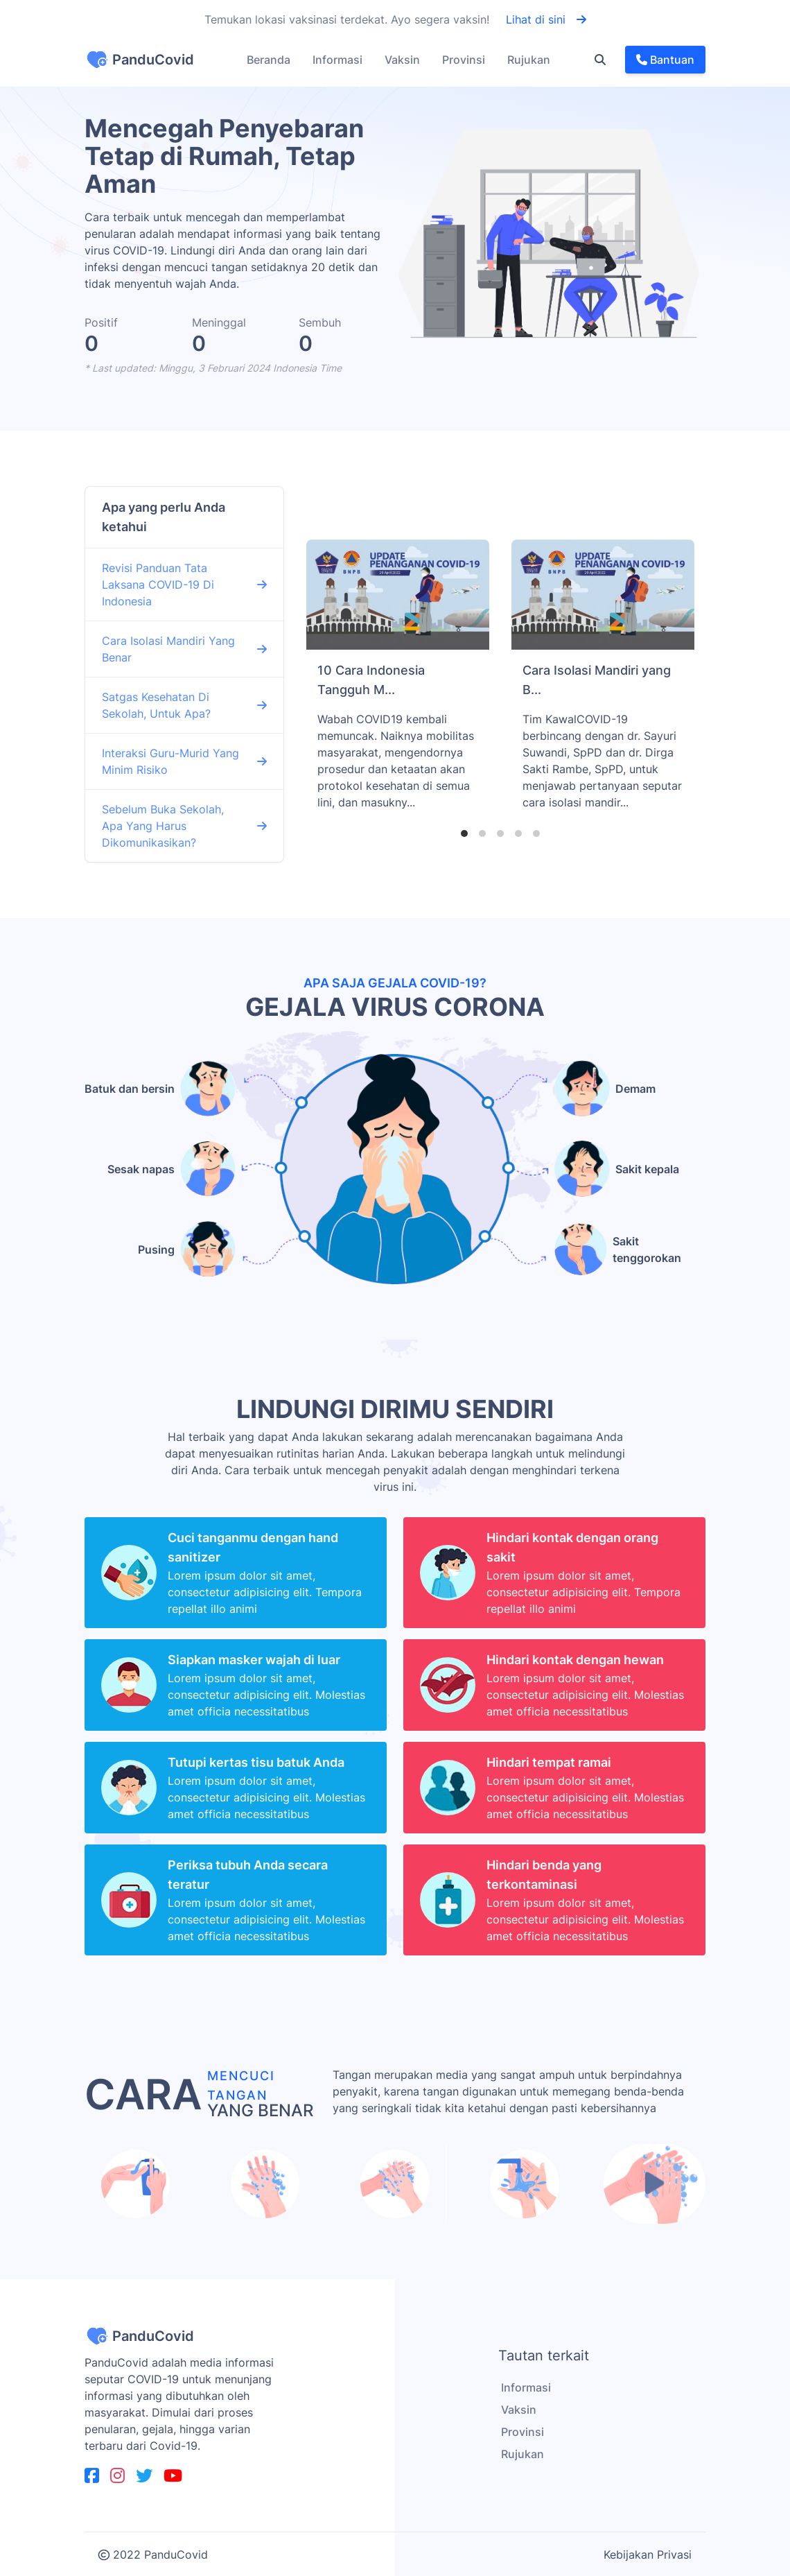 Temukan lokasi vaksinasi terdekat. Ayo segera vaksin! Lihat di sini
PanduCovid
Beranda Informasi Vaksin Provinsi Rujukan
Bantuan
Mencegah Penyebaran
Tetap di Rumah, Tetap
Aman
Cara terbaik untuk mencegah dan memperlambat
penularan adalah mendapat informasi yang baik tentang
virus COVID-19. Lindungi diri Anda dan orang lain dari
infeksi dengan mencuci tangan setidaknya 20 detik dan
tidak menyentuh wajah Anda.
Positif Meninggal Sembuh
0 0 0
* Last updated: Minggu, 3 Februari 2024 Indonesia Time
Apa yang perlu Anda
ketahui
Revisi Panduan Tata
Laksana COVID-19 Di
Indonesia
Cara Isolasi Mandiri Yang
Benar
Satgas Kesehatan Di
Sekolah, Untuk Apa?
Interaksi Guru-Murid Yang
Minim Risiko
Sebelum Buka Sekolah,
Apa Yang Harus
Dikomunikasikan?
BNPB
UPDATE
PENANGANAN COVID-19
10 Cara Indonesia
Tangguh M...
Wabah COVID19 kembali
memuncak. Naiknya mobilitas
masyarakat, mengendornya
prosedur dan ketaatan akan
protokol kesehatan di semua
lini, dan masukny...
BNPB
UPDATE
PENANGANAN COVID-19
Cara Isolasi Mandiri yang
B...
Tim KawalCOVID-19
berbincang dengan dr. Sayuri
Suwandi, SpPD dan dr. Dirga
Sakti Rambe, SpPD, untuk
menjawab pertanyaan seputar
cara isolasi mandir...
APA SAJA GEJALA COVID-19?
GEJALA VIRUS CORONA
Batuk dan bersin
Demam
Sesak napas
Sakit kepala
Pusing
Sakit
tenggorokan
LINDUNGI DIRIMU SENDIRI
Hal terbaik yang dapat Anda lakukan sekarang adalah merencanakan bagaimana Anda
dapat menyesuaikan rutinitas harian Anda. Lakukan beberapa langkah untuk melindungi
diri Anda. Cara terbaik untuk mencegah penyakit adalah dengan menghindari terkena
virus ini.
Cuci tanganmu dengan hand
sanitizer
Lorem ipsum dolor sit amet,
consectetur adipisicing elit. Tempora
repellat illo animi
Hindari kontak dengan orang
sakit
Lorem ipsum dolor sit amet,
consectetur adipisicing elit. Tempora
repellat illo animi
Siapkan masker wajah di luar
Lorem ipsum dolor sit amet,
consectetur adipisicing elit. Molestias
amet officia necessitatibus
Hindari kontak dengan hewan
Lorem ipsum dolor sit amet,
consectetur adipisicing elit. Molestias
amet officia necessitatibus
Tutupi kertas tisu batuk Anda
Lorem ipsum dolor sit amet,
consectetur adipisicing elit. Molestias
amet officia necessitatibus
Hindari tempat ramai
Lorem ipsum dolor sit amet,
consectetur adipisicing elit. Molestias
amet officia necessitatibus
Periksa tubuh Anda secara
teratur
Lorem ipsum dolor sit amet,
consectetur adipisicing elit. Molestias
amet officia necessitatibus
Hindari benda yang
terkontaminasi
Lorem ipsum dolor sit amet,
consectetur adipisicing elit. Molestias
amet officia necessitatibus
CARA
MENCUCI
TANGAN
YANG BENAR
Tangan merupakan media yang sangat ampuh untuk berpindahnya
penyakit, karena tangan digunakan untuk memegang benda-benda
yang seringkali tidak kita ketahui dengan pasti kebersihannya
PanduCovid
PanduCovid adalah media informasi
seputar COVID-19 untuk menunjang
informasi yang dibutuhkan oleh
masyarakat. Dimulai dari proses
penularan, gejala, hingga varian
terbaru dari Covid-19.
Tautan terkait
Informasi
Vaksin
Provinsi
Rujukan
© 2022 PanduCovid
Kebijakan Privasi